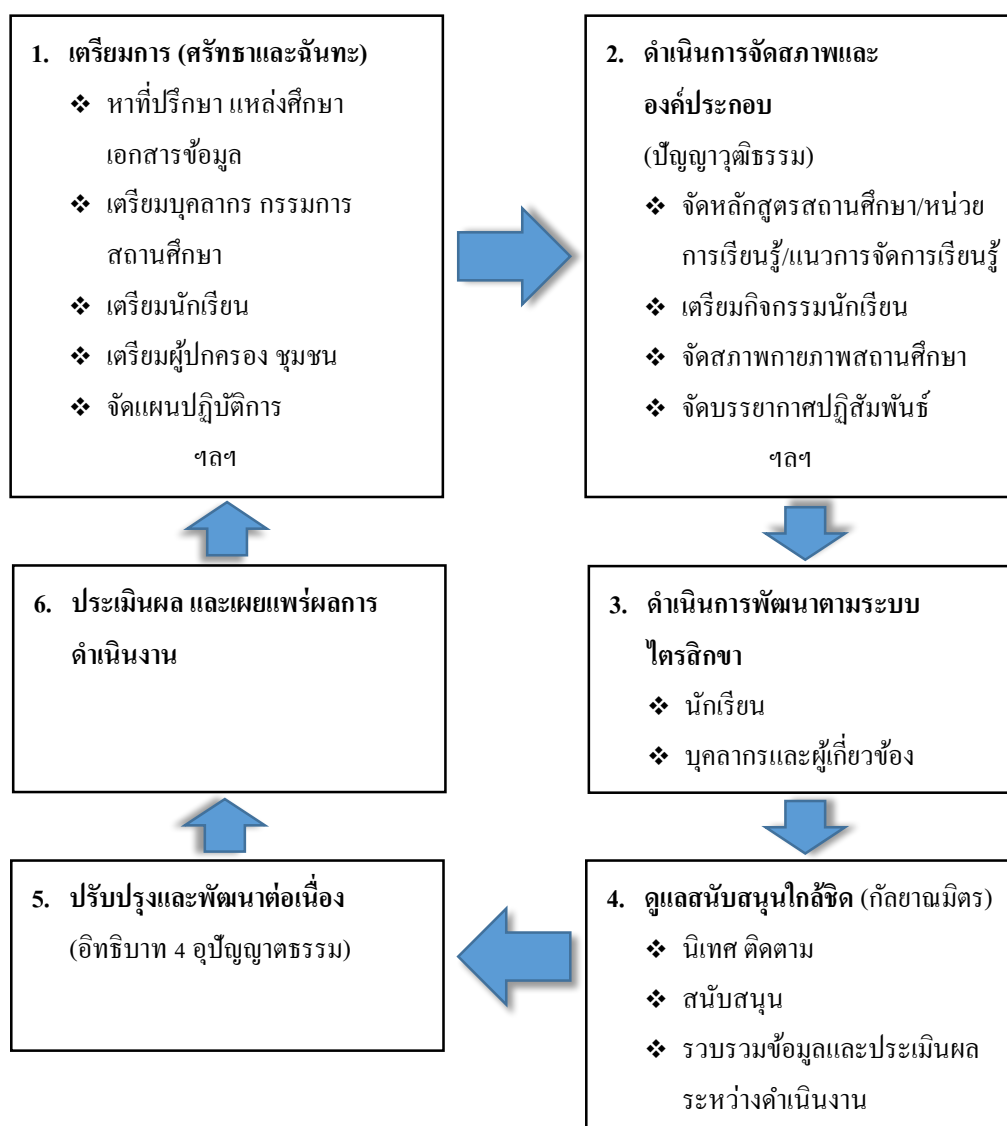 1. เตรียมการ (ศรัทธาและฉันทะ)
❖ หาที่ปรึกษา แหล่งศึกษา
เอกสารข้อมูล
❖ เตรียมบุคลากร กรรมการ
สถานศึกษา
❖ เตรียมนักเรียน
❖ เตรียมผู้ปกครอง ชุมชน
❖ จัดแผนปฏิบัติการ
ฯลฯ
2. ดำเนินการจัดสภาพและ
องค์ประกอบ
(ปัญญาวุฒิธรรม)
❖ จัดหลักสูตรสถานศึกษา/หน่วย
การเรียนรู้/แนวการจัดการเรียนรู้
❖ เตรียมกิจกรรมนักเรียน
❖ จัดสภาพกายภาพสถานศึกษา
❖ จัดบรรยากาศปฏิสัมพันธ์
ฯลฯ
3. ดำเนินการพัฒนาตามระบบ
ไตรสิกขา
❖ นักเรียน
❖ บุคลากรและผู้เกี่ยวข้อง
4. ดูแลสนับสนุนใกล้ชิด (กัลยาณมิตร)
❖ นิเทศ ติดตาม
❖ สนับสนุน
❖ รวบรวมข้อมูลและประเมินผล
ระหว่างดำเนินงาน
5. ปรับปรุงและพัฒนาต่อเนื่อง
(อิทธิบาท 4 อุปัญญาตธรรม)
6. ประเมินผล และเผยแพร่ผลการ
ดำเนินงาน